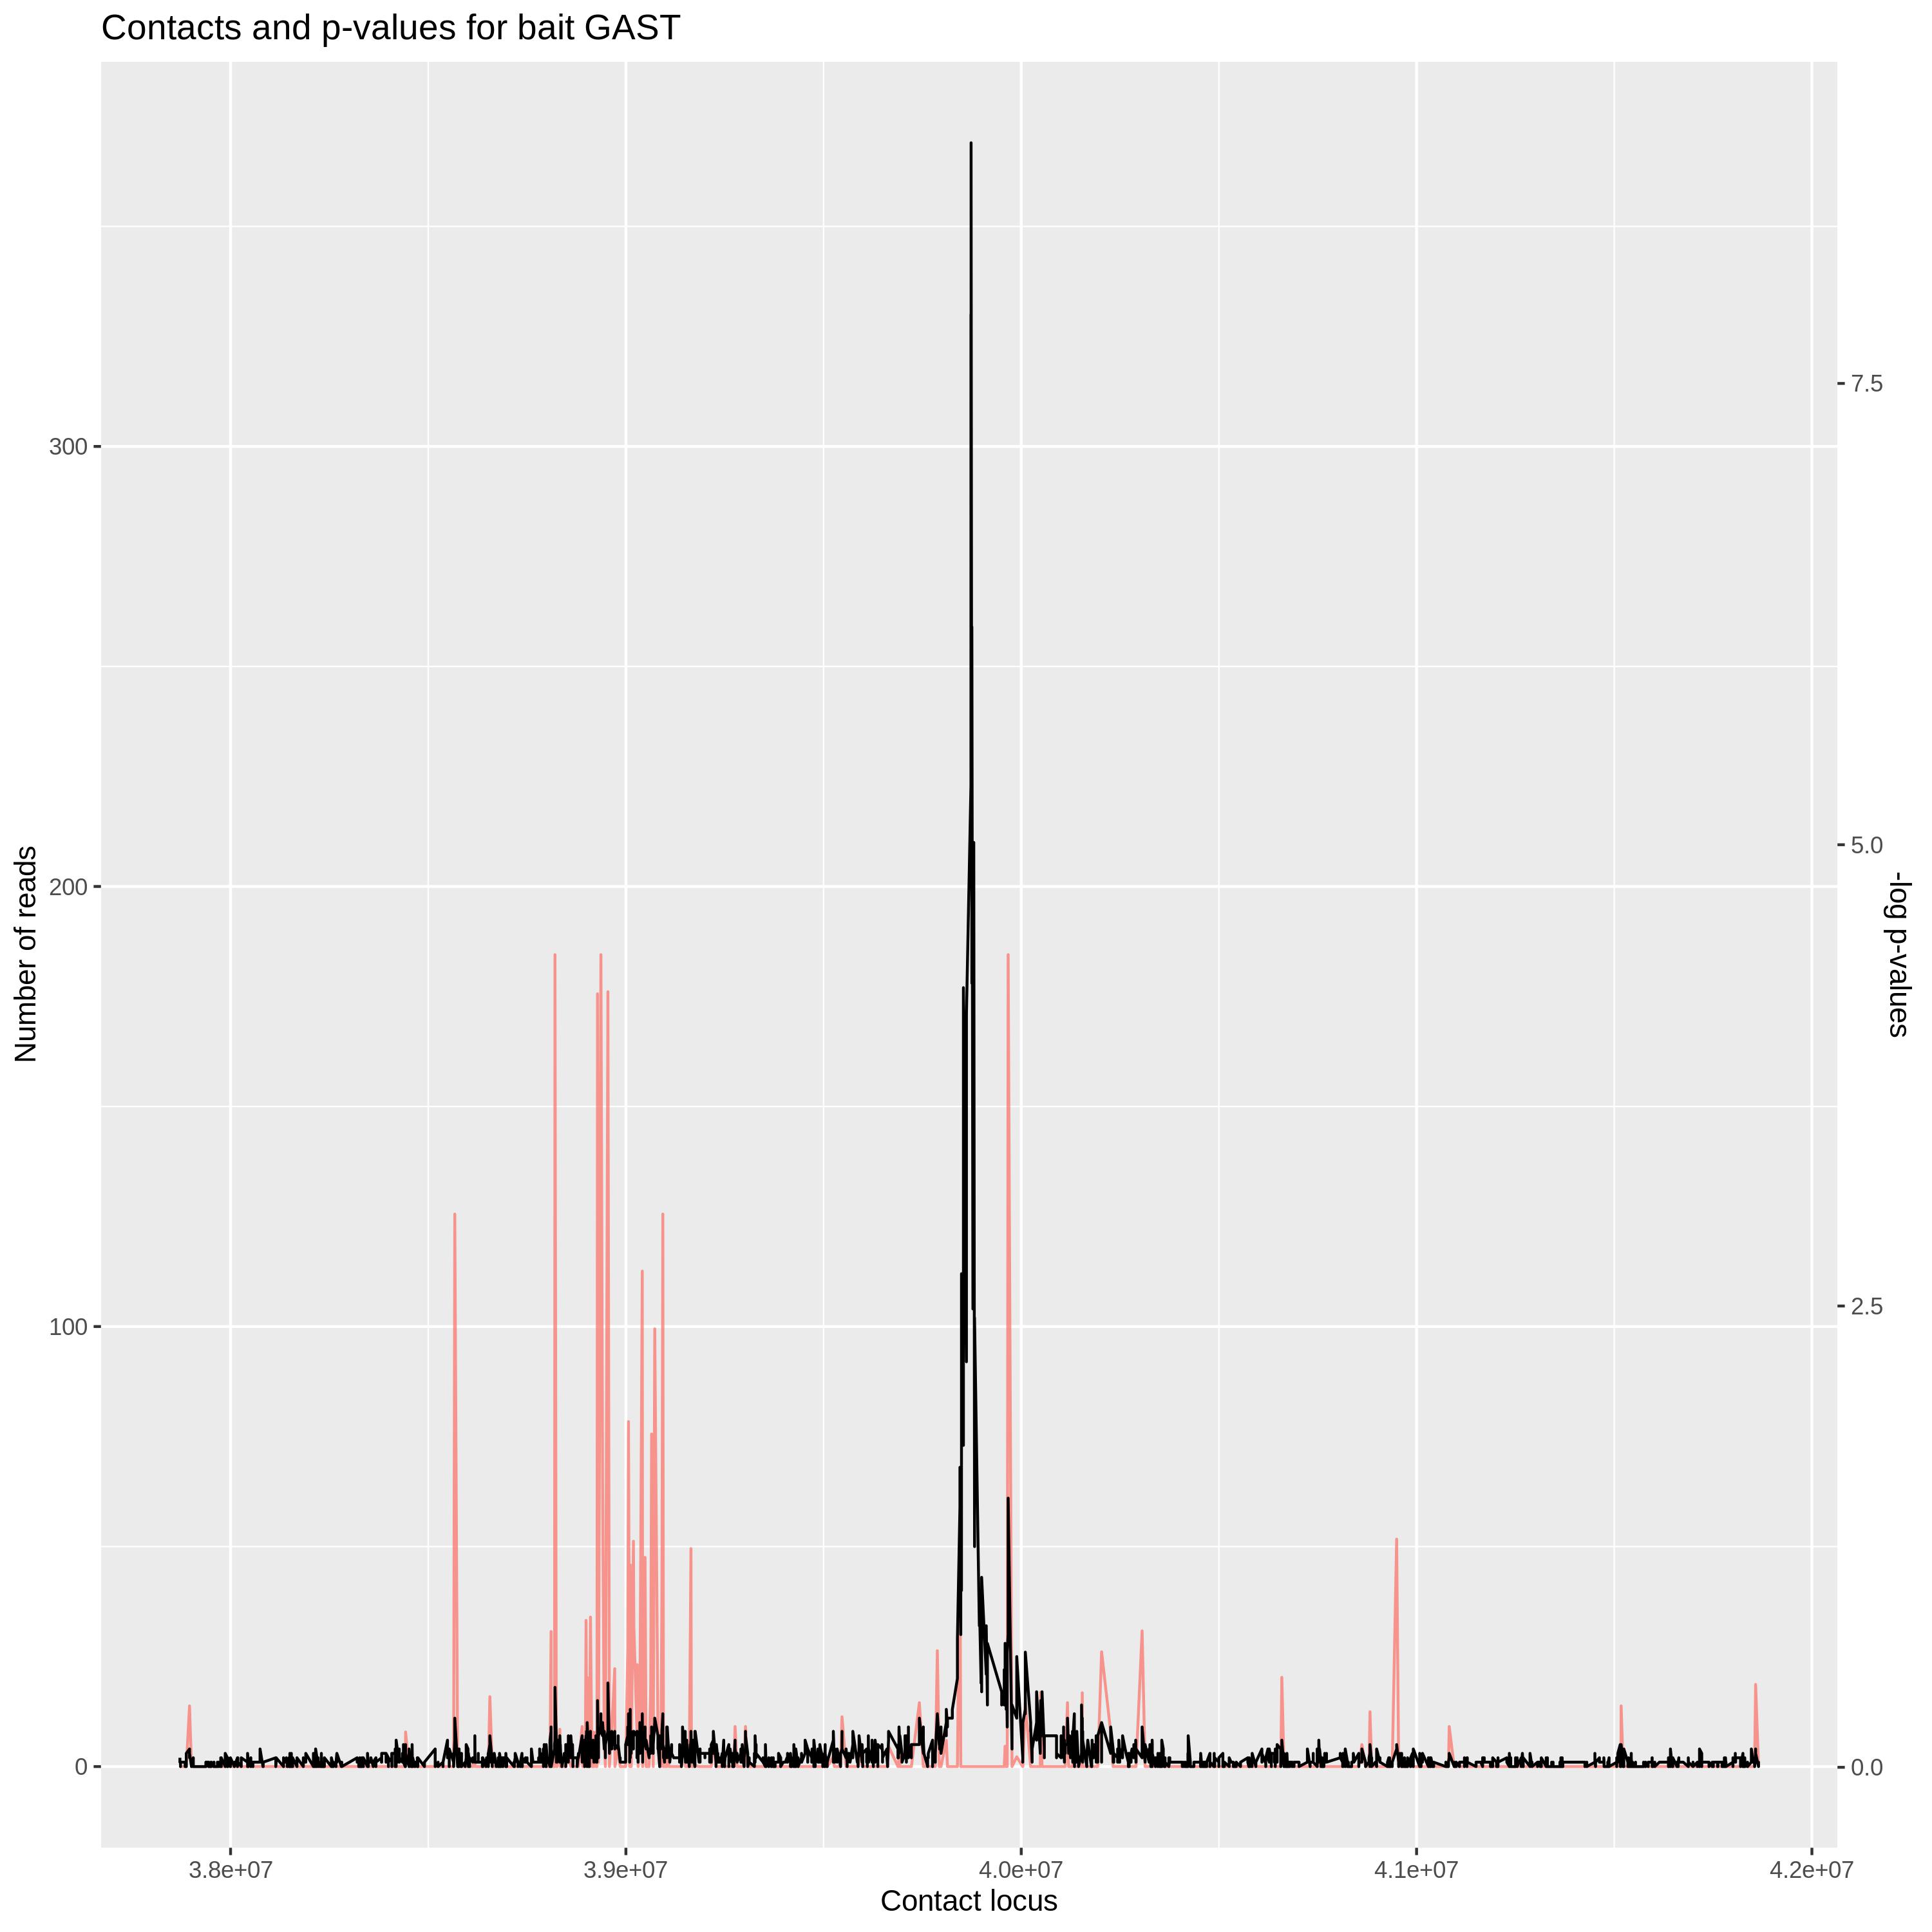 Contacts and p-values for bait GAST
Number of reads
300
200
100
0
7.5
5.0
2.5
0.0
-log p-values
3.8e+07
3.9e+07
4.0e+07
4.1e+07
4.2e+07
Contact locus